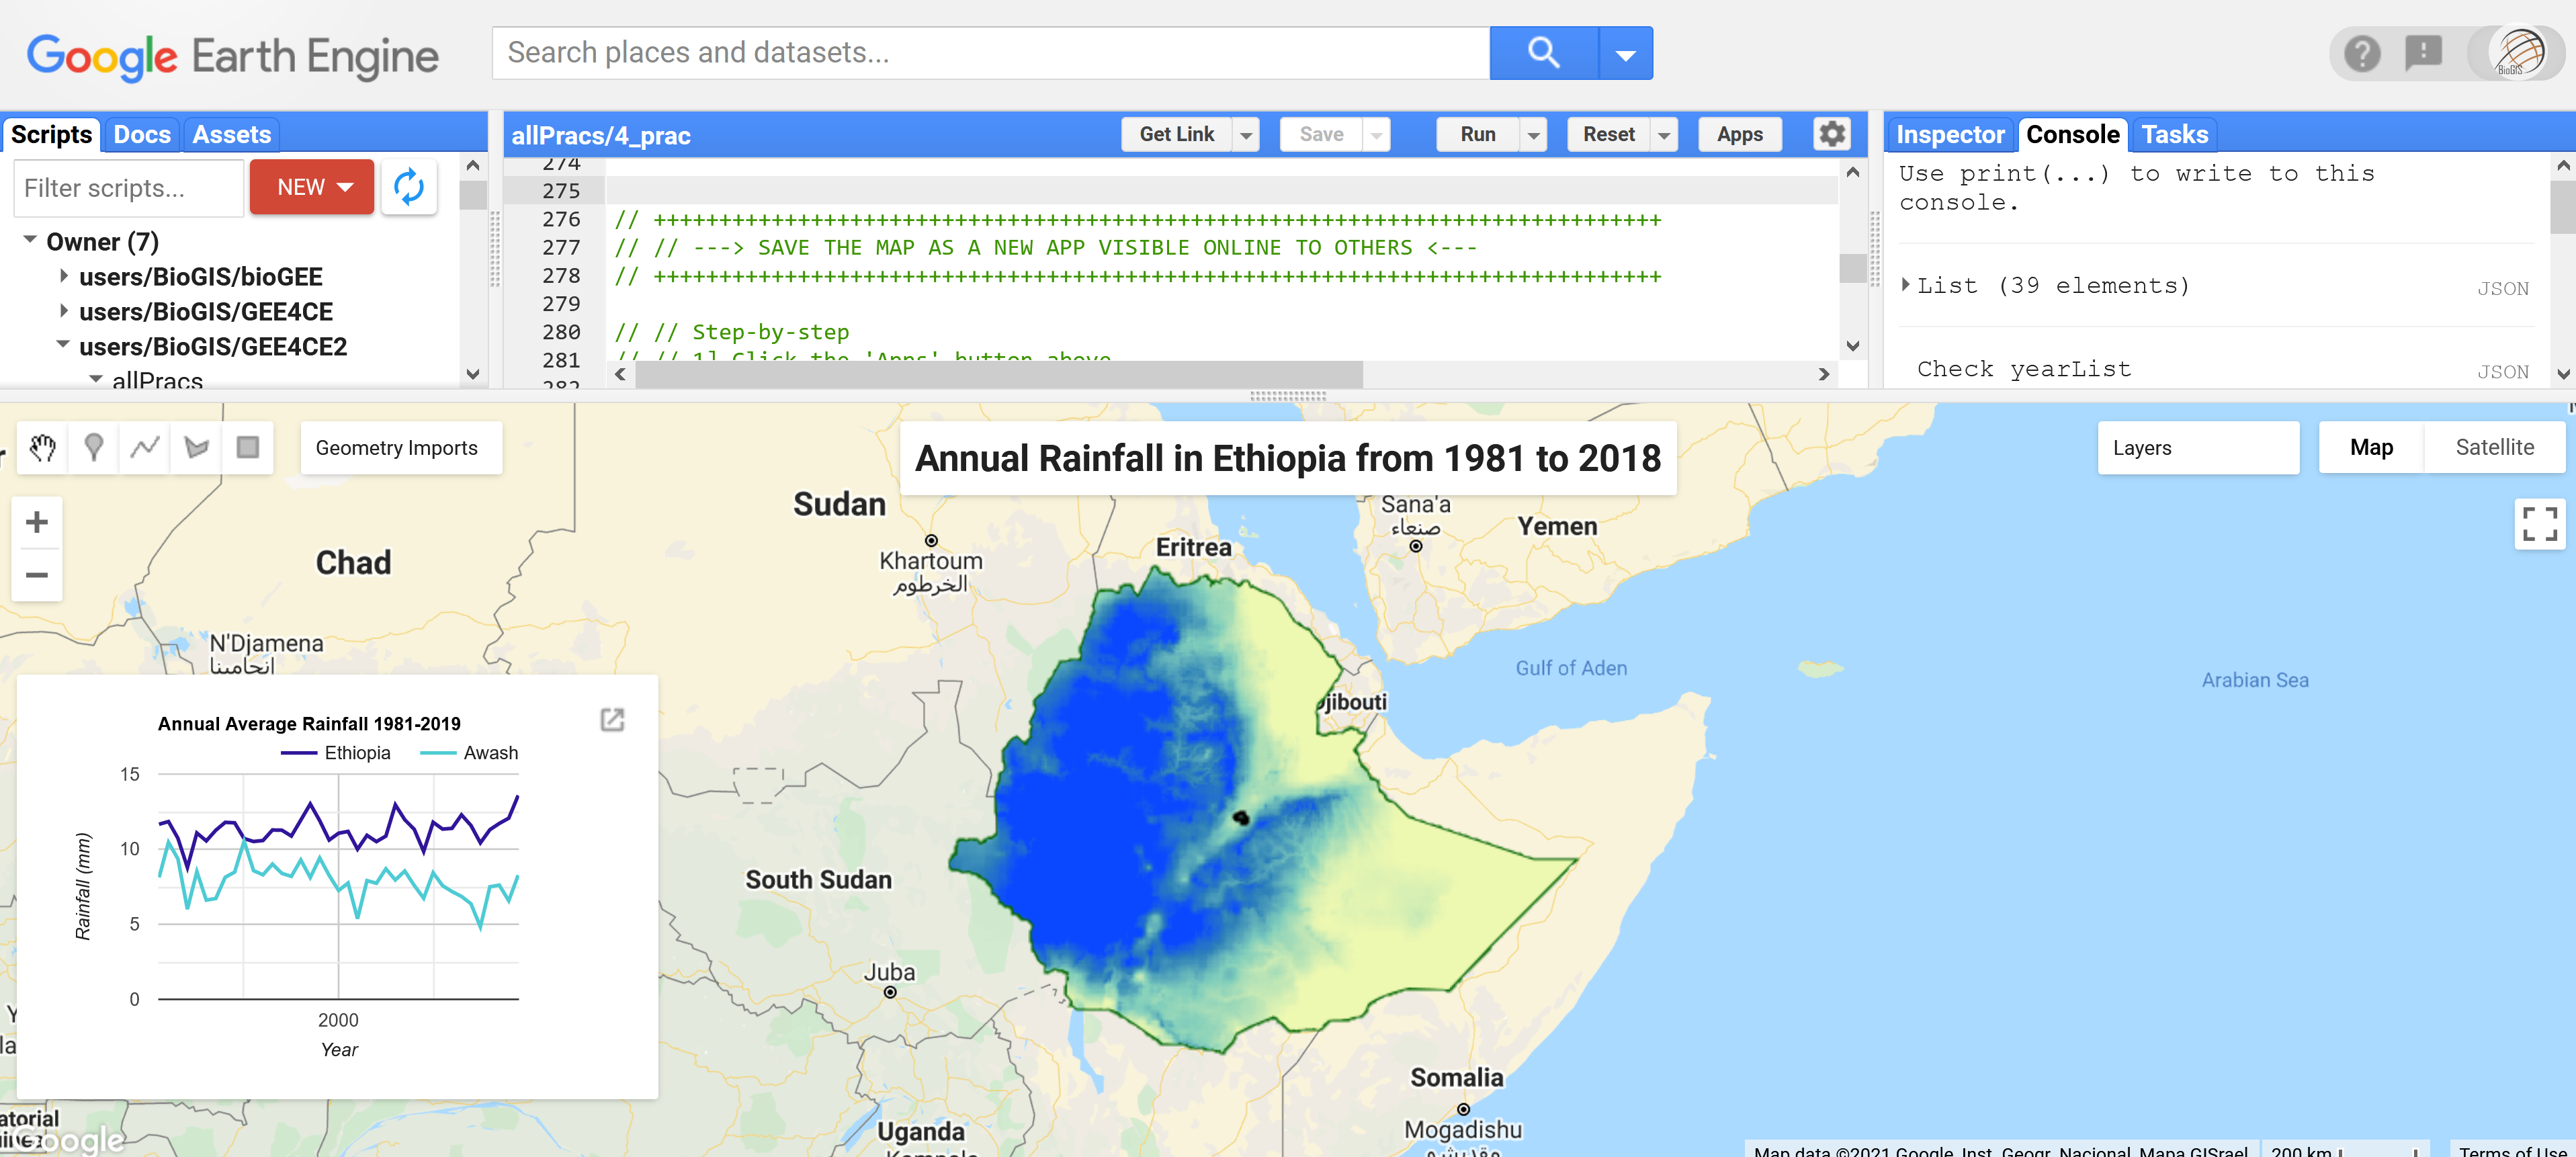 Google Earth Engine
Search places and datasets...
BioGIS
Scripts
Docs
Assets
Filter scripts...
NEW
Owner (7)
users/BioGIS/bioGEE
users/BioGIS/GEE4CE
users/BioGIS/GEE4CE2
allPracs
allPracs/4_prac
Get Link
Save
Run
Reset
Apps
274
275
276 // ++++++++++++++++++++++++++++++++++++++++++++++++++++++++++++++++++++++++++++
277 // // ---> SAVE THE MAP AS A NEW APP VISIBLE ONLINE TO OTHERS <---
278 // ++++++++++++++++++++++++++++++++++++++++++++++++++++++++++++++++++++++++++++
279
280 // // Step-by-step
281 // // 1] Click the 'Apps' button above
282
Inspector
Console
Tasks
Use print(...) to write to this
console.
List (39 elements)
JSON
Check yearList
JSON
Geometry Imports
Annual Rainfall in Ethiopia from 1981 to 2018
Layers
Map
Satellite
Sudan
Sana'a
صنعاء
Yemen
Eritrea
Chad
Khartoum
الخرطوم
N'Djamena
انجامينا
Gulf of Aden
Arabian Sea
Djibouti
Annual Average Rainfall 1981-2019
Ethiopia
Awash
15
10
5
0
Rainfall (mm)
2000
Year
South Sudan
Juba
Somalia
Mogadishu
Uganda
Kampala
atorial
Google
Map data ©2021 Google, Inst. Geogr. Nacional, Mapa GISrael
200 km
Terms of Use